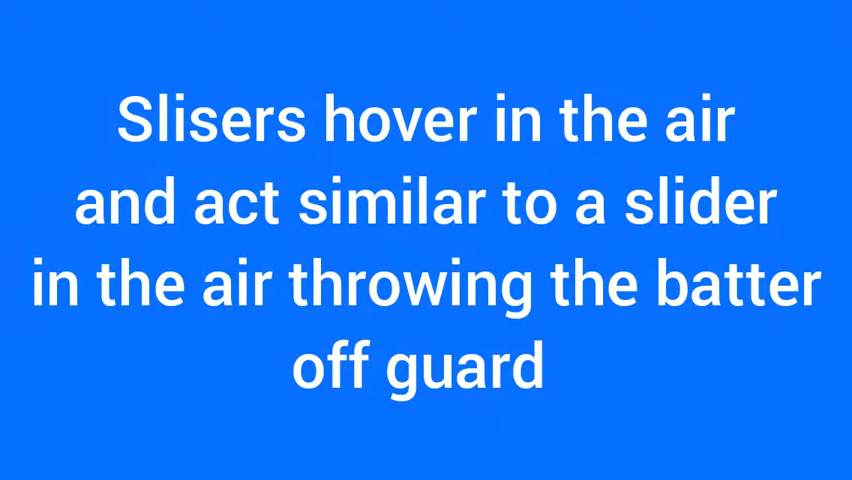 Slisers hover in the air
and act similar to a slider
in the air throwing the batter
off guard